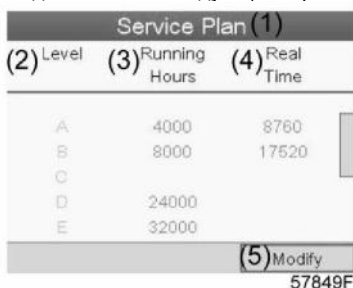 Service Plan (1)
(2) Level (3) Running Hours (4) Real Time
A 4000 8760
B 8000 17520
C
D 24000
E 32000
(5) Modify
57849F